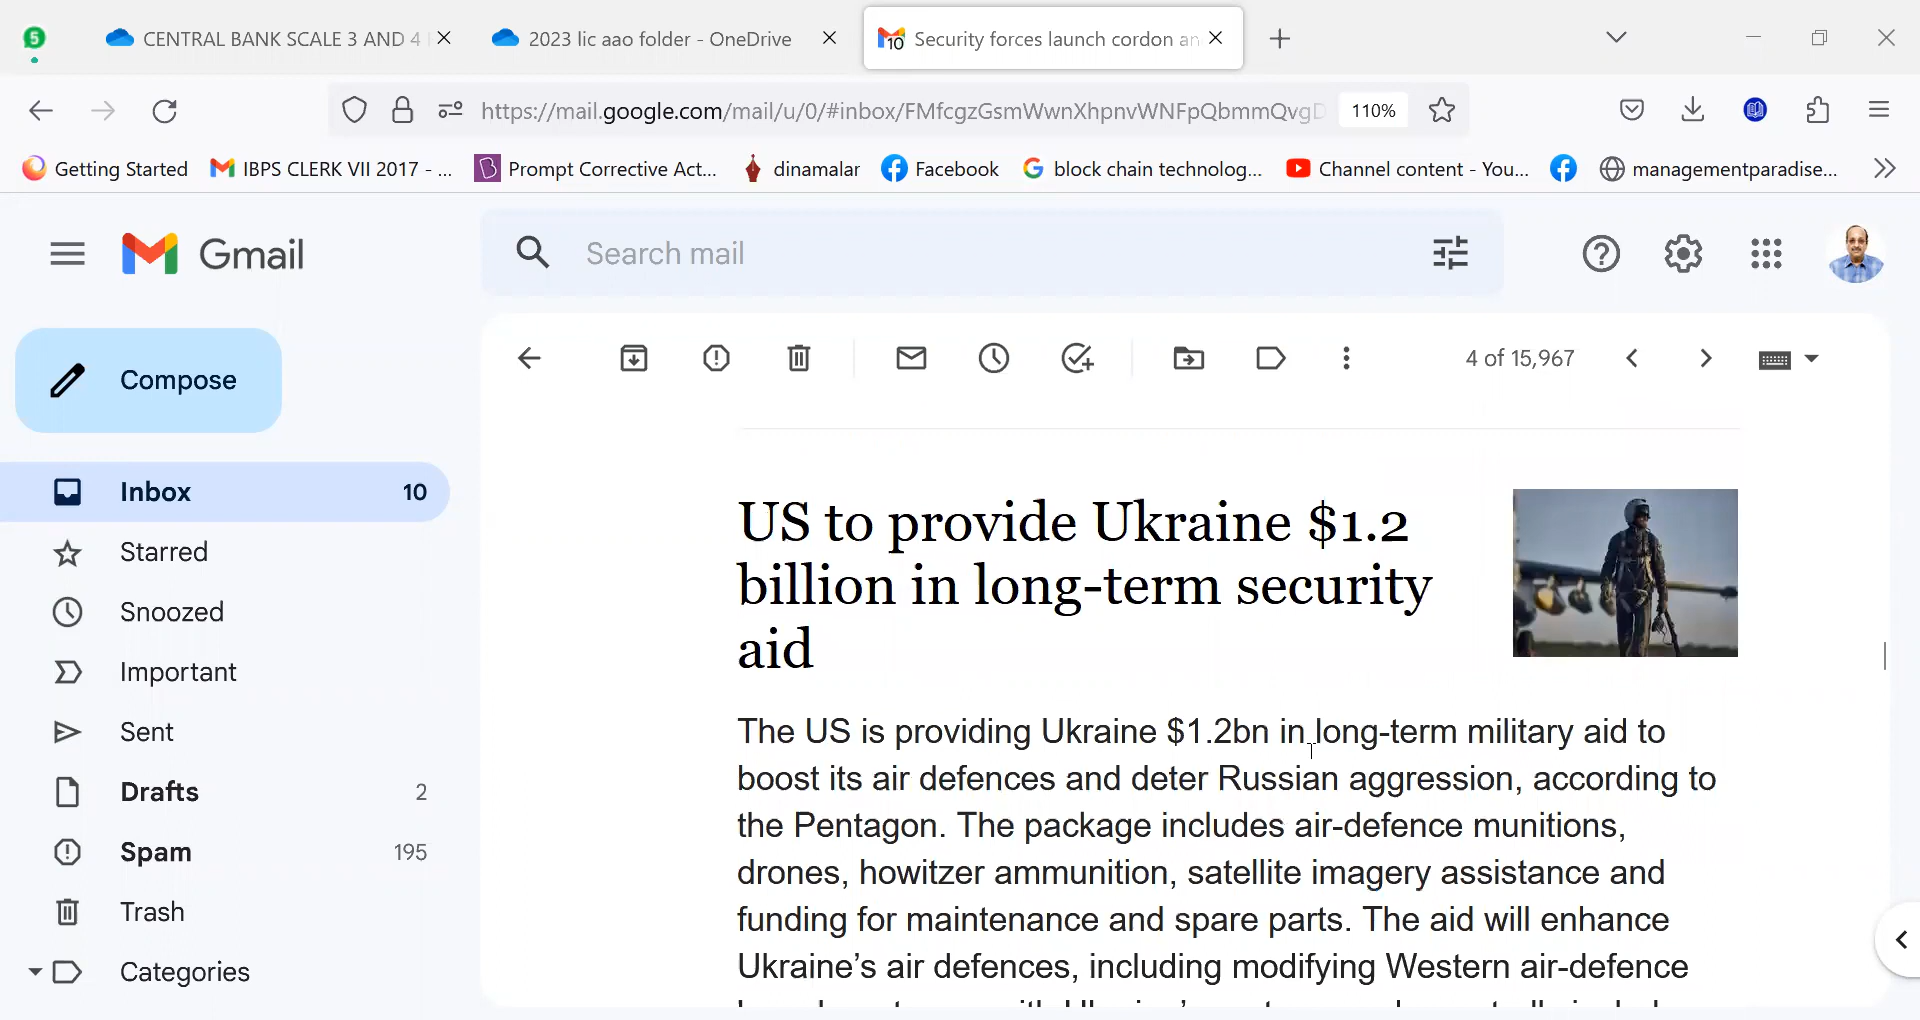 5
CENTRAL BANK SCALE 3 AND 4
2023 lic aao folder - OneDrive
10
Security forces launch cordon an
https://mail.google.com/mail/u/0/#inbox/FMfcgzGsmWwnXhpnvWNFpQbmmQvgD
110%
Getting Started
IBPS CLERK VII 2017 - ...
Prompt Corrective Act...
dinamalar
Facebook
block chain technolog...
Channel content - You...
managementparadise...
Gmail
Search mail
Compose
4 of 15,967
Inbox 10
Starred
Snoozed
Important
Sent
Drafts 2
Spam 195
Trash
Categories
US to provide Ukraine $1.2
billion in long-term security
aid
The US is providing Ukraine $1.2bn in long-term military aid to
boost its air defences and deter Russian aggression, according to
the Pentagon. The package includes air-defence munitions,
drones, howitzer ammunition, satellite imagery assistance and
funding for maintenance and spare parts. The aid will enhance
Ukraine’s air defences, including modifying Western air-defence